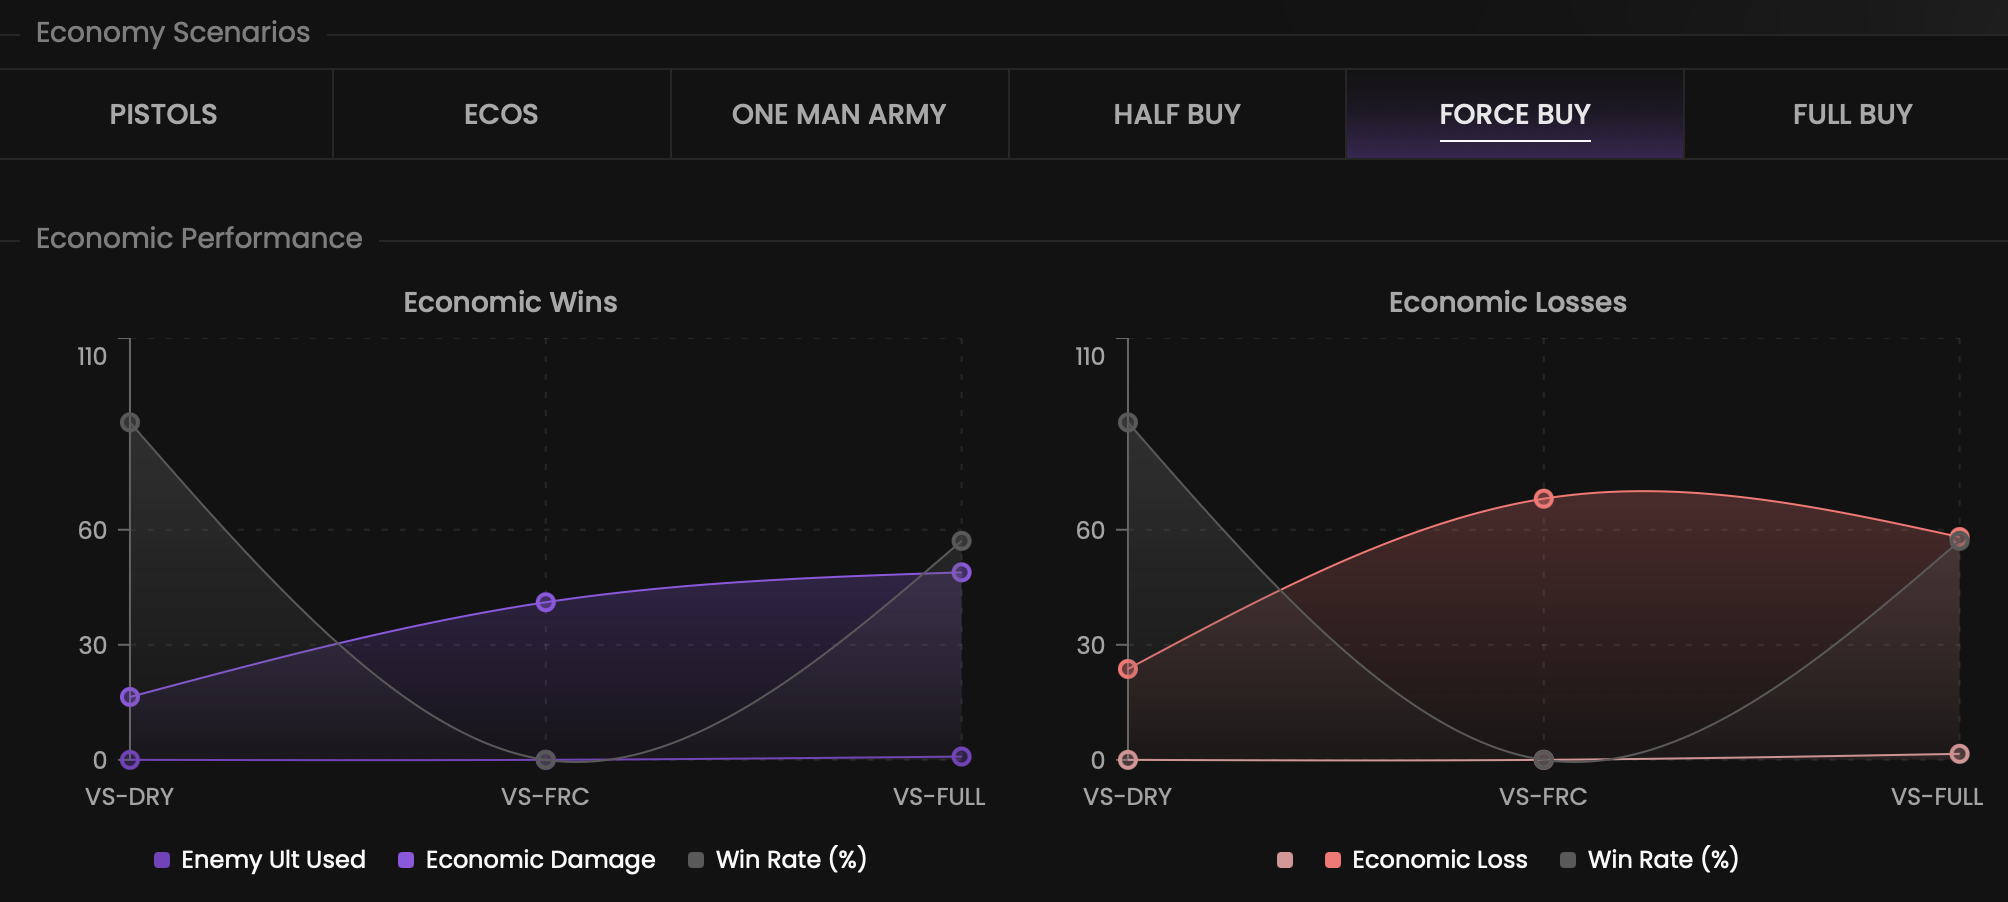 Economy Scenarios
PISTOLS
ECOS
ONE MAN ARMY
HALF BUY
FORCE BUY
FULL BUY
Economic Performance
Economic Wins
110
60
30
0
VS-DRY
VS-FRC
VS-FULL
Enemy Ult Used
Economic Damage
Win Rate (%)
Economic Losses
110
60
30
0
VS-DRY
VS-FRC
VS-FULL
Economic Loss
Win Rate (%)